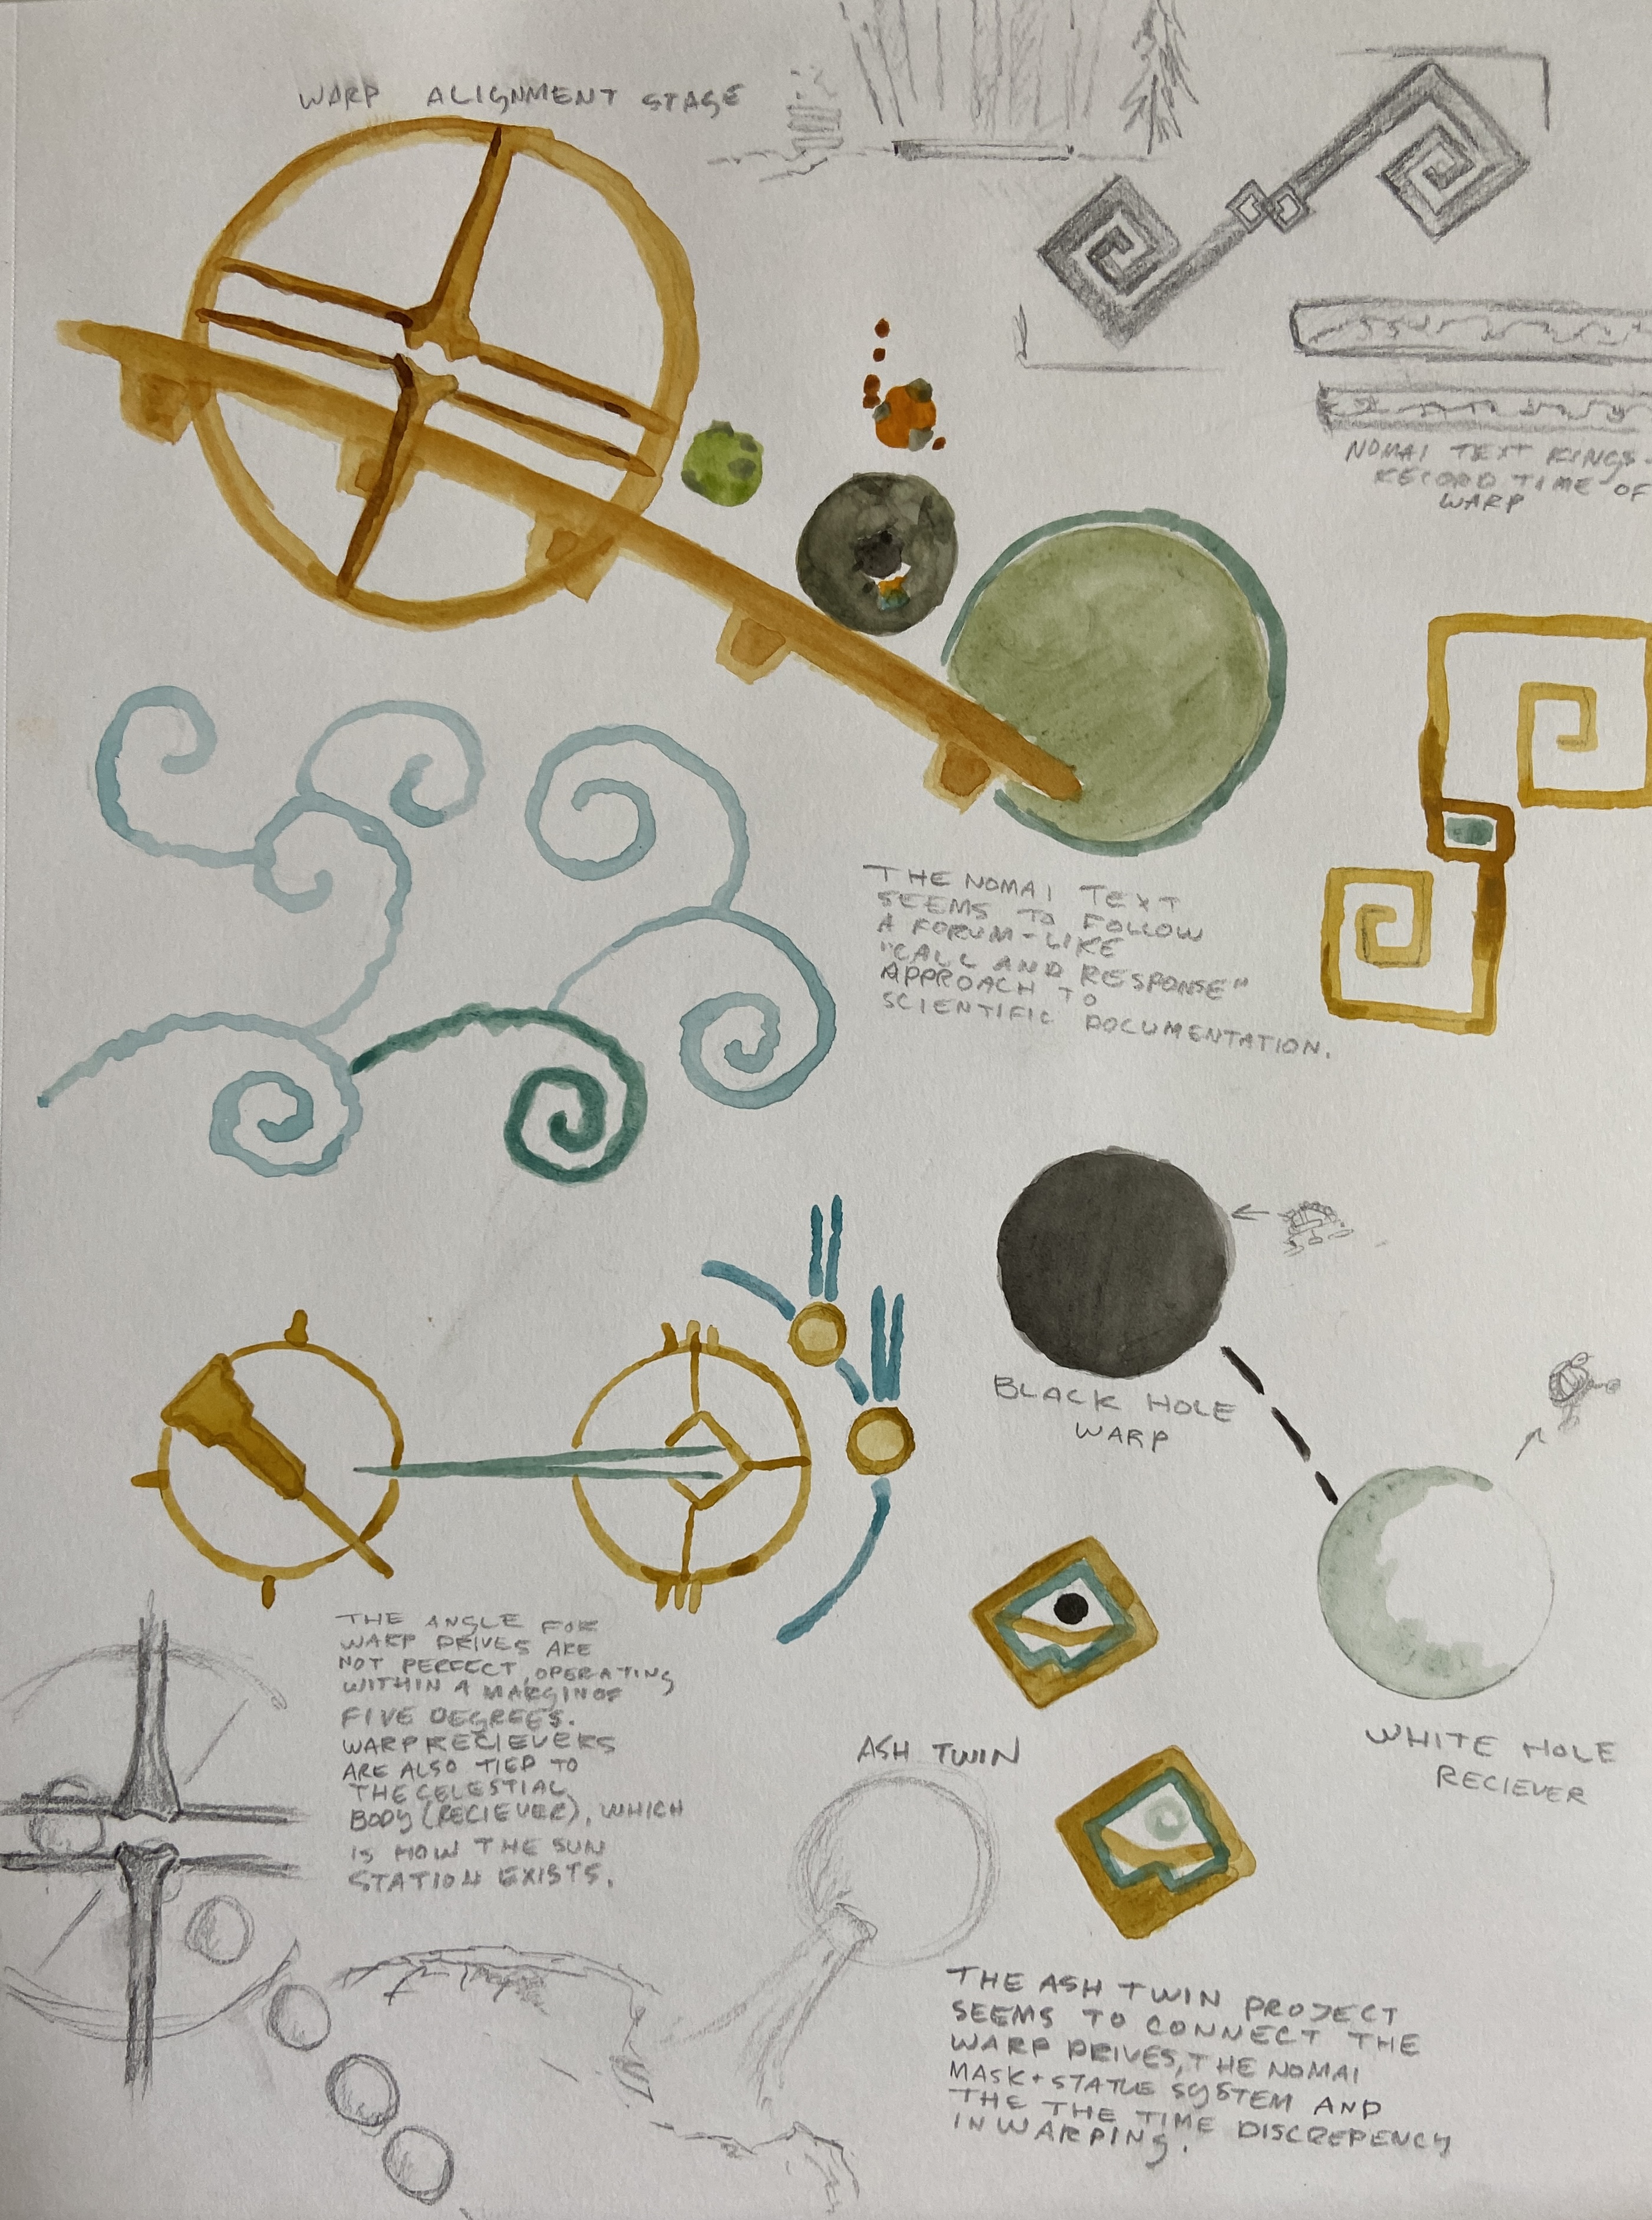 WARP ALIGNMENT STAGE
NOMAI TEXT RINGS-
RECORD TIME OF
WARP
THE NOMAI TEXT
SEEMS TO FOLLOW
A FORUM-LIKE
"CALL AND RESPONSE"
APPROACH TO
SCIENTIFIC DOCUMENTATION.
BLACK HOLE
WARP
THE ANGLE FOR
WARP DRIVES ARE
NOT PERFECT, OPERATING
WITHIN A MARGIN OF
FIVE DEGREES.
WARP RECIEVERS
ARE ALSO TIED TO
THE CELESTIAL
BODY (RECIEVER), WHICH
IS HOW THE SUN
STATION EXISTS.
WHITE HOLE
RECIEVER
ASH TWIN
THE ASH TWIN PROJECT
SEEMS TO CONNECT THE
WARP DRIVES, THE NOMAI
MASK + STATUE SYSTEM AND
THE THE TIME DISCREPENCY
IN WARPING.